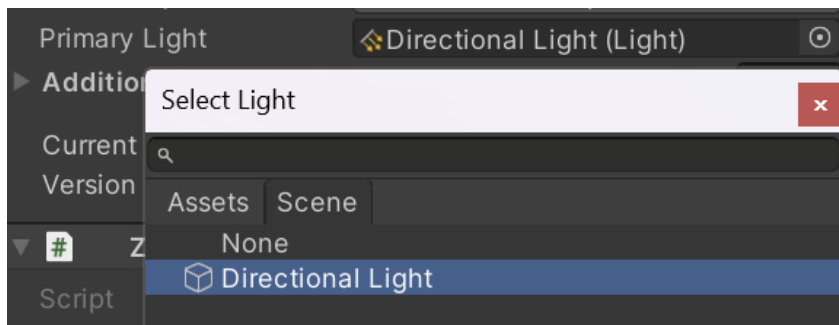 Primary Light
Directional Light (Light)
Additio
Select Light
Current
Version
Assets
Scene
None
Directional Light
# Z
Script